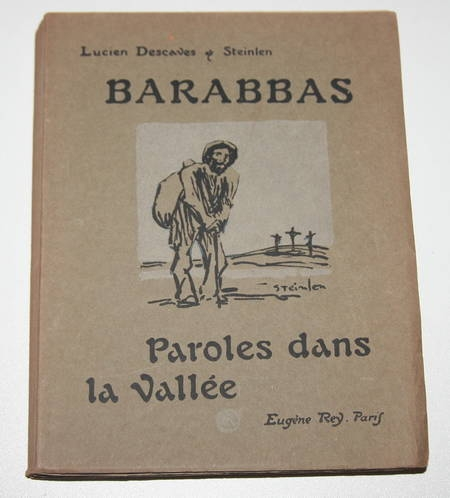 Lucien Descaves & Steinlen
BARABBAS
Steinlen
Paroles dans
la Vallée
Eugène Rey. Paris